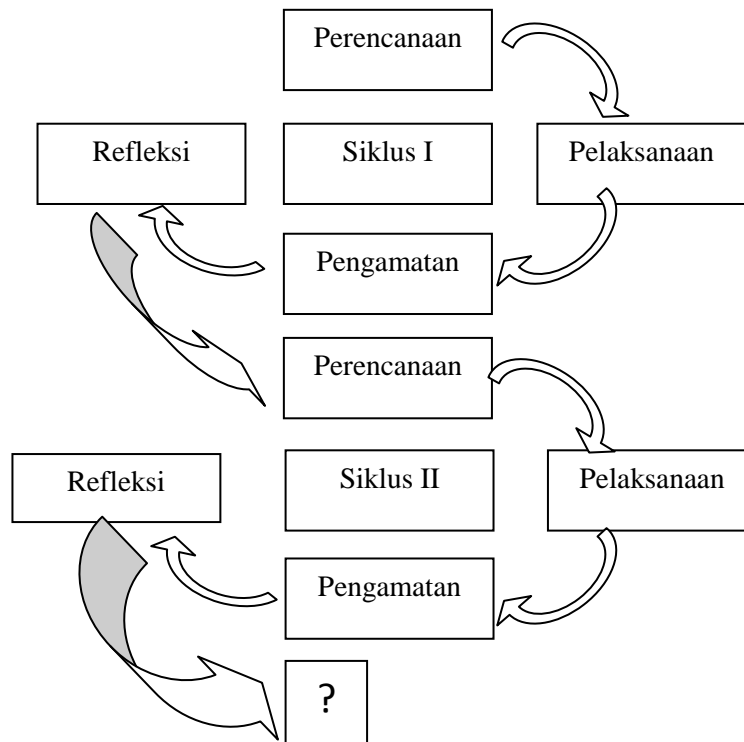 Perencanaan
Refleksi
Siklus I
Pelaksanaan
Pengamatan
Perencanaan
Refleksi
Siklus II
Pelaksanaan
Pengamatan
?